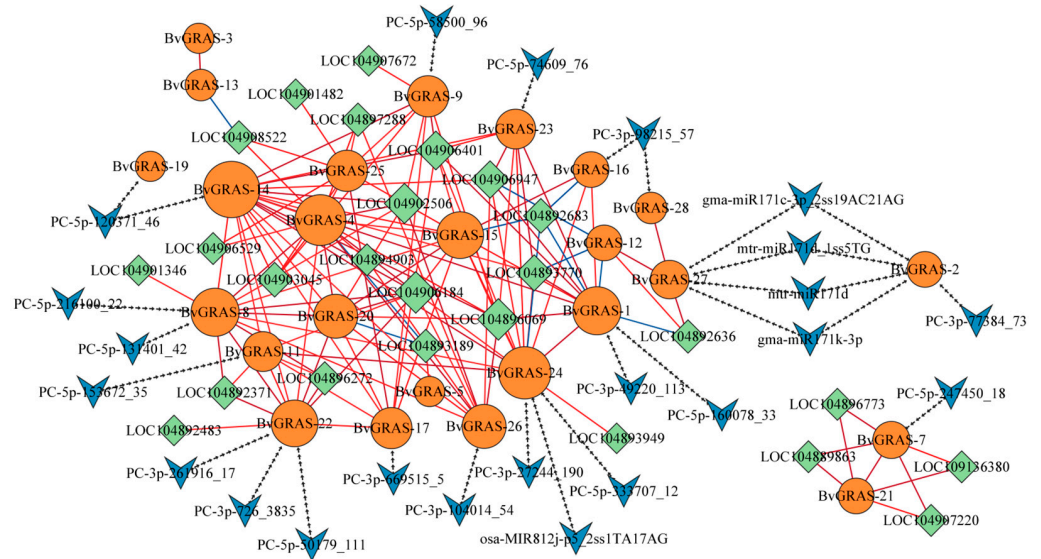 PC-5p-58500_96
BvGRAS-3
LOC104907672
PC-5p-74609_76
BvGRAS-13
LOC104901482
BvGRAS-9
LOC104897288
BvGRAS-23
PC-3p-98215_57
LOC104908522
LOC104906401
BvGRAS-19
BvGRAS-25
LOC104906947
BvGRAS-16
BvGRAS-14
gma-miR171c-3p_2ss19AC21AG
LOC104902506
BvGRAS-28
PC-5p-120371_46
BvGRAS-4
LOC104892683
BvGRAS-15
BvGRAS-12
mtr-miR171d_1ss5TG
LOC104906529
LOC104894903
LOC104901346
LOC104903045
LOC104893770
BvGRAS-27
BvGRAS-2
LOC104906184
mtr-miR171d
PC-5p-216100_22
BvGRAS-8
BvGRAS-20
LOC104896069
BvGRAS-1
PC-3p-77384_73
gma-miR171k-3p
LOC104892636
PC-5p-131401_42
BvGRAS-11
LOC104893189
PC-5p-153672_35
LOC104896272
BvGRAS-24
LOC104892371
BvGRAS-5
PC-3p-49220_113
PC-5p-160078_33
LOC104896773
PC-5p-247450_18
LOC104892483
BvGRAS-22
BvGRAS-17
BvGRAS-26
LOC104893949
BvGRAS-7
LOC104889863
LOC109136380
PC-3p-261916_17
PC-3p-669515_5
PC-3p-27244_190
PC-5p-333707_12
BvGRAS-21
PC-3p-726_3835
PC-3p-104014_54
LOC104907220
PC-5p-50179_111
osa-MIR812j-p5_2ss1TA17AG